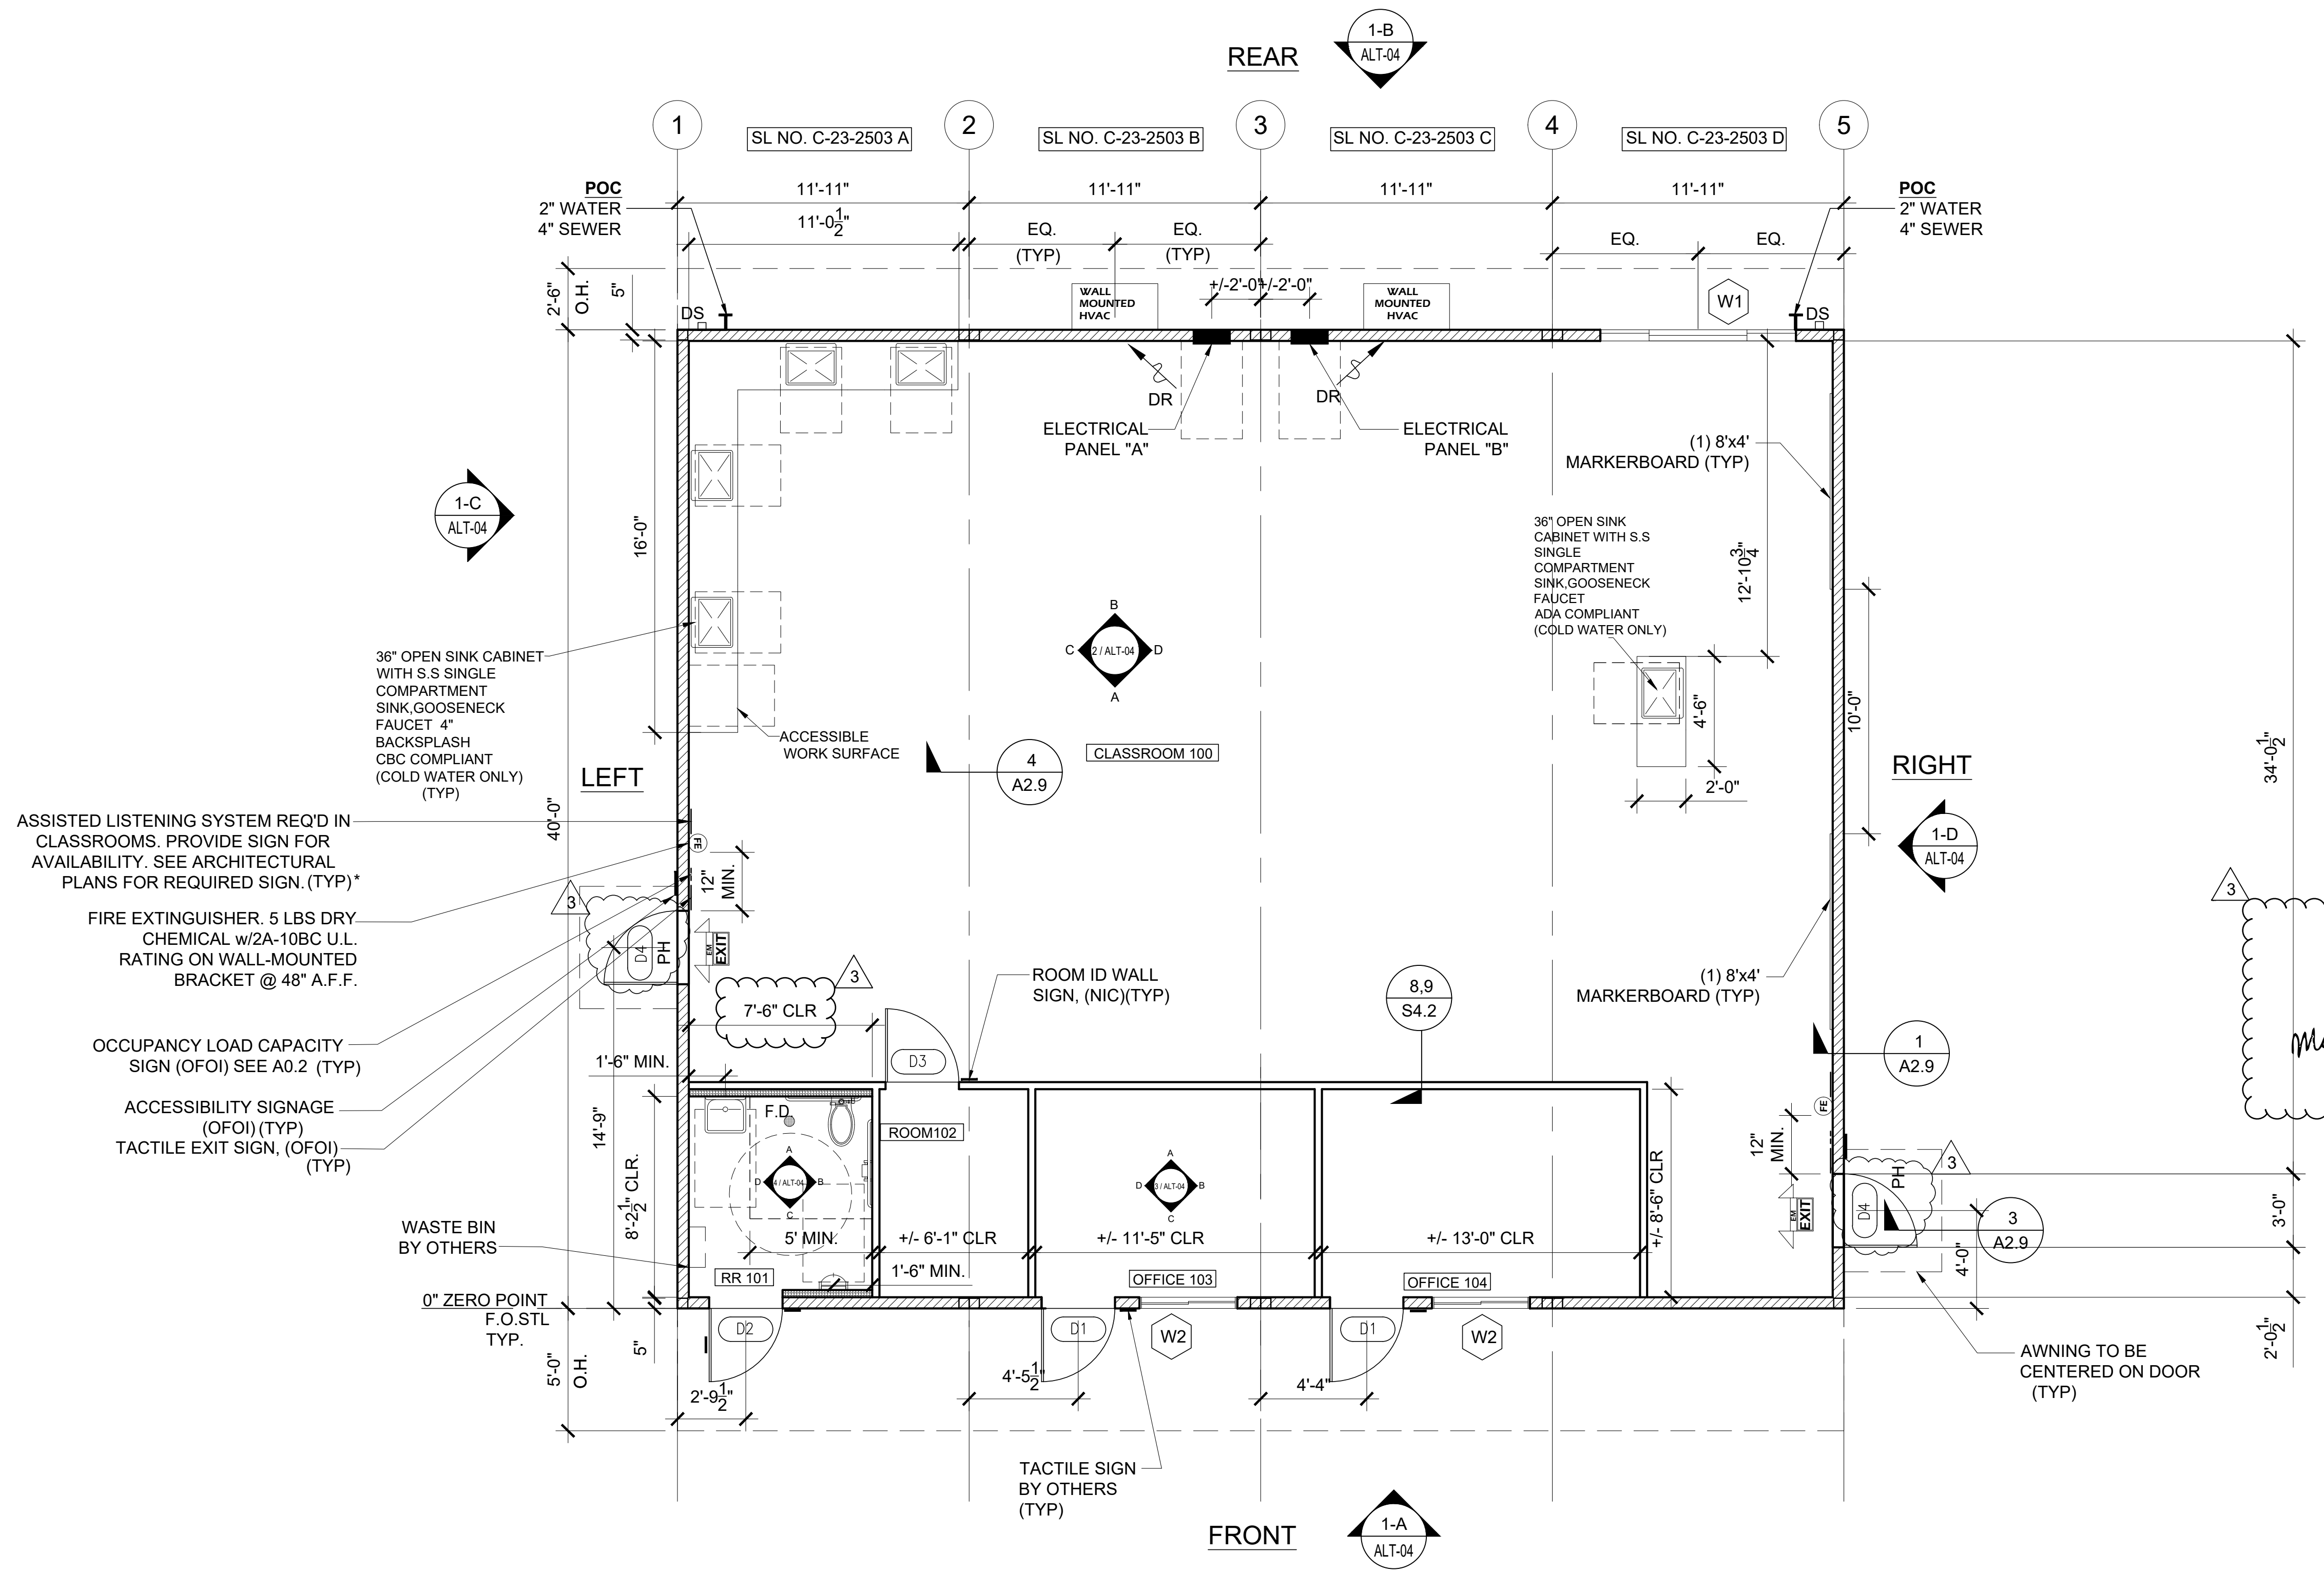 REAR
1-B
ALT-04
1
SL NO. C-23-2503 A
2
SL NO. C-23-2503 B
3
SL NO. C-23-2503 C
4
SL NO. C-23-2503 D
5
POC
2" WATER
4" SEWER
11'-11"
11'-11"
11'-11"
11'-11"
POC
2" WATER
4" SEWER
11'-0 1/2"
EQ.
(TYP)
EQ.
(TYP)
EQ.
EQ.
2'-6"
O.H.
5"
DS
WALL
MOUNTED
HVAC
+/-2'-0"
+/-2'-0"
WALL
MOUNTED
HVAC
W1
DS
DR
DR
ELECTRICAL
PANEL "A"
ELECTRICAL
PANEL "B"
(1) 8'x4'
MARKERBOARD (TYP)
1-C
ALT-04
16'-0"
36" OPEN SINK
CABINET WITH S.S
SINGLE
COMPARTMENT
SINK,GOOSENECK
FAUCET
ADA COMPLIANT
(COLD WATER ONLY)
12'-10 3/4"
B
C
2 / ALT-04
D
A
36" OPEN SINK CABINET
WITH S.S SINGLE
COMPARTMENT
SINK,GOOSENECK
FAUCET 4"
BACKSPLASH
CBC COMPLIANT
(COLD WATER ONLY)
(TYP)
4'-6"
10'-0"
34'-0 1/2"
ACCESSIBLE
WORK SURFACE
4
A2.9
CLASSROOM 100
LEFT
2'-0"
RIGHT
40'-0"
1-D
ALT-04
ASSISTED LISTENING SYSTEM REQ'D IN
CLASSROOMS. PROVIDE SIGN FOR
AVAILABILITY. SEE ARCHITECTURAL
PLANS FOR REQUIRED SIGN. (TYP)*
FE
12"
MIN.
3
3
FIRE EXTINGUISHER. 5 LBS DRY
CHEMICAL w/2A-10BC U.L.
RATING ON WALL-MOUNTED
BRACKET @ 48" A.F.F.
D4
PH
EM
EXIT
3
7'-6" CLR
ROOM ID WALL
SIGN, (NIC)(TYP)
8,9
S4.2
(1) 8'x4'
MARKERBOARD (TYP)
OCCUPANCY LOAD CAPACITY
SIGN (OFOI) SEE A0.2 (TYP)
1'-6" MIN.
D3
1
A2.9
ACCESSIBILITY SIGNAGE
(OFOI) (TYP)
TACTILE EXIT SIGN, (OFOI)
(TYP)
14'-9"
F.D.
ROOM102
FE
12"
MIN.
3
8'-2 1/2" CLR.
A
D
4 / ALT-04
B
C
A
D
3 / ALT-04
B
C
+/- 8'-6" CLR
PH
D4
EM
EXIT
3
A2.9
3'-0"
4'-0"
WASTE BIN
BY OTHERS
5' MIN.
+/- 6'-1" CLR
+/- 11'-5" CLR
+/- 13'-0" CLR
RR 101
1'-6" MIN.
OFFICE 103
OFFICE 104
0" ZERO POINT
F.O.STL
TYP.
D2
D1
W2
D1
W2
5"
5'-0"
O.H.
2'-0 1/2"
AWNING TO BE
CENTERED ON DOOR
(TYP)
2'-9 1/2"
4'-5 1/2"
4'-4"
TACTILE SIGN
BY OTHERS
(TYP)
FRONT
1-A
ALT-04